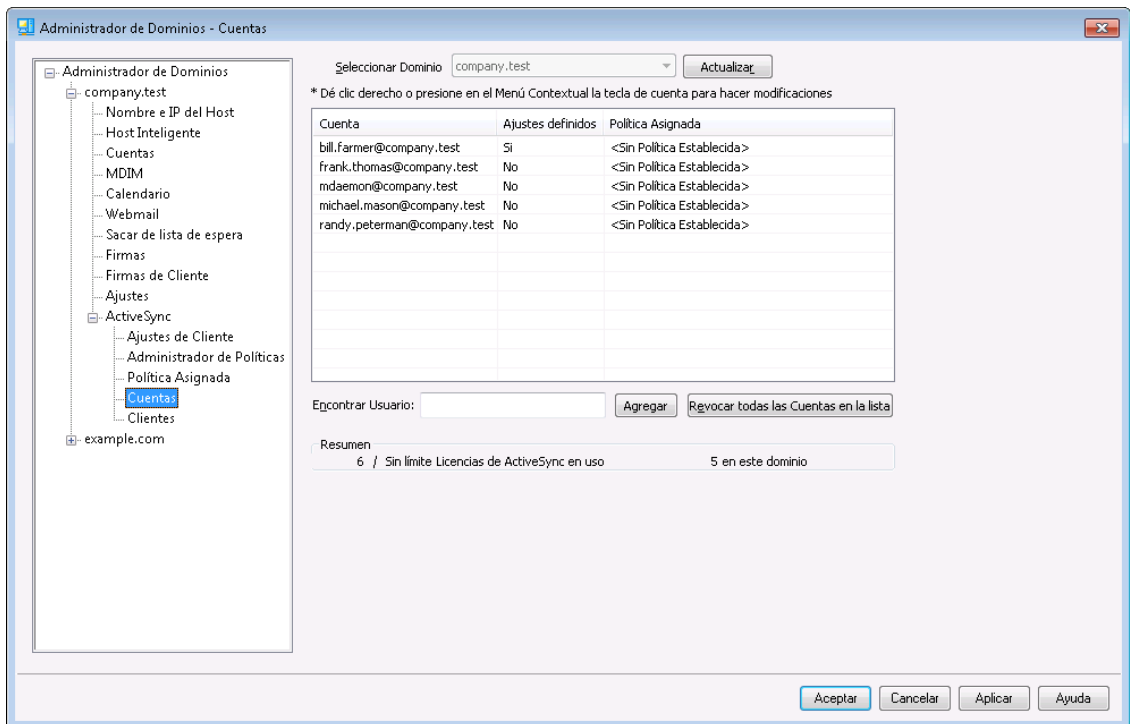 Administrador de Dominios - Cuentas
Administrador de Dominios
company.test
Nombre e IP del Host
Host Inteligente
Cuentas
MDIM
Calendario
Webmail
Sacar de lista de espera
Firmas
Firmas de Cliente
Ajustes
ActiveSync
Ajustes de Cliente
Administrador de Políticas
Política Asignada
Cuentas
Clientes
example.com
Seleccionar Dominio company.test Actualizar
* Dé clic derecho o presione en el Menú Contextual la tecla de cuenta para hacer modificaciones
Cuenta Ajustes definidos Política Asignada
bill.farmer@company.test Si <Sin Política Establecida>
frank.thomas@company.test No <Sin Política Establecida>
mdaemon@company.test No <Sin Política Establecida>
michael.mason@company.test No <Sin Política Establecida>
randy.peterman@company.test No <Sin Política Establecida>
Encontrar Usuario: Agregar Revocar todas las Cuentas en la lista
Resumen
6 / Sin límite Licencias de ActiveSync en uso 5 en este dominio
Aceptar Cancelar Aplicar Ayuda